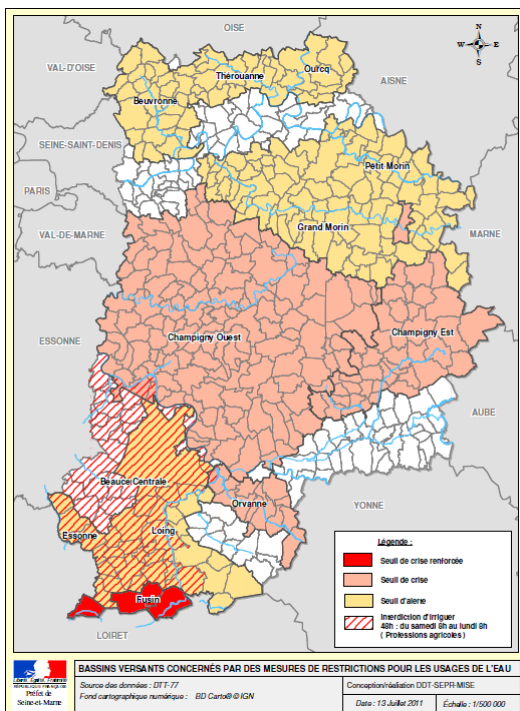 OISE
N
W E
S
VAL-D'OISE
AISNE
Thérouanne
Ourcq
Beuvronne
SEINE-SAINT-DENIS
Petit Morin
PARIS
VAL-DE-MARNE
Grand Morin
MARNE
ESSONNE
Champigny Ouest
Champigny Est
AUBE
Beauce Centrale
Orvanne
YONNE
Essonne
Loing
Fusin
LOIRET
Légende :
Seuil de crise renforcée
Seuil de crise
Seuil d'alerte
Interdiction d'irriguer
48h : du samedi 8h au lundi 8h
( Professions agricoles )
Liberté • Égalité • Fraternité
RÉPUBLIQUE FRANÇAISE
Préfet de
Seine-et-Marne
BASSINS VERSANTS CONCERNÉS PAR DES MESURES DE RESTRICTIONS POUR LES USAGES DE L'EAU
Source des données : DTT-77
Fond cartographique numérique : BD Carto® © IGN
Conception/réalisation DDT-SEPR-MISE
Date : 13 Juillet 2011
Échelle : 1/500 000